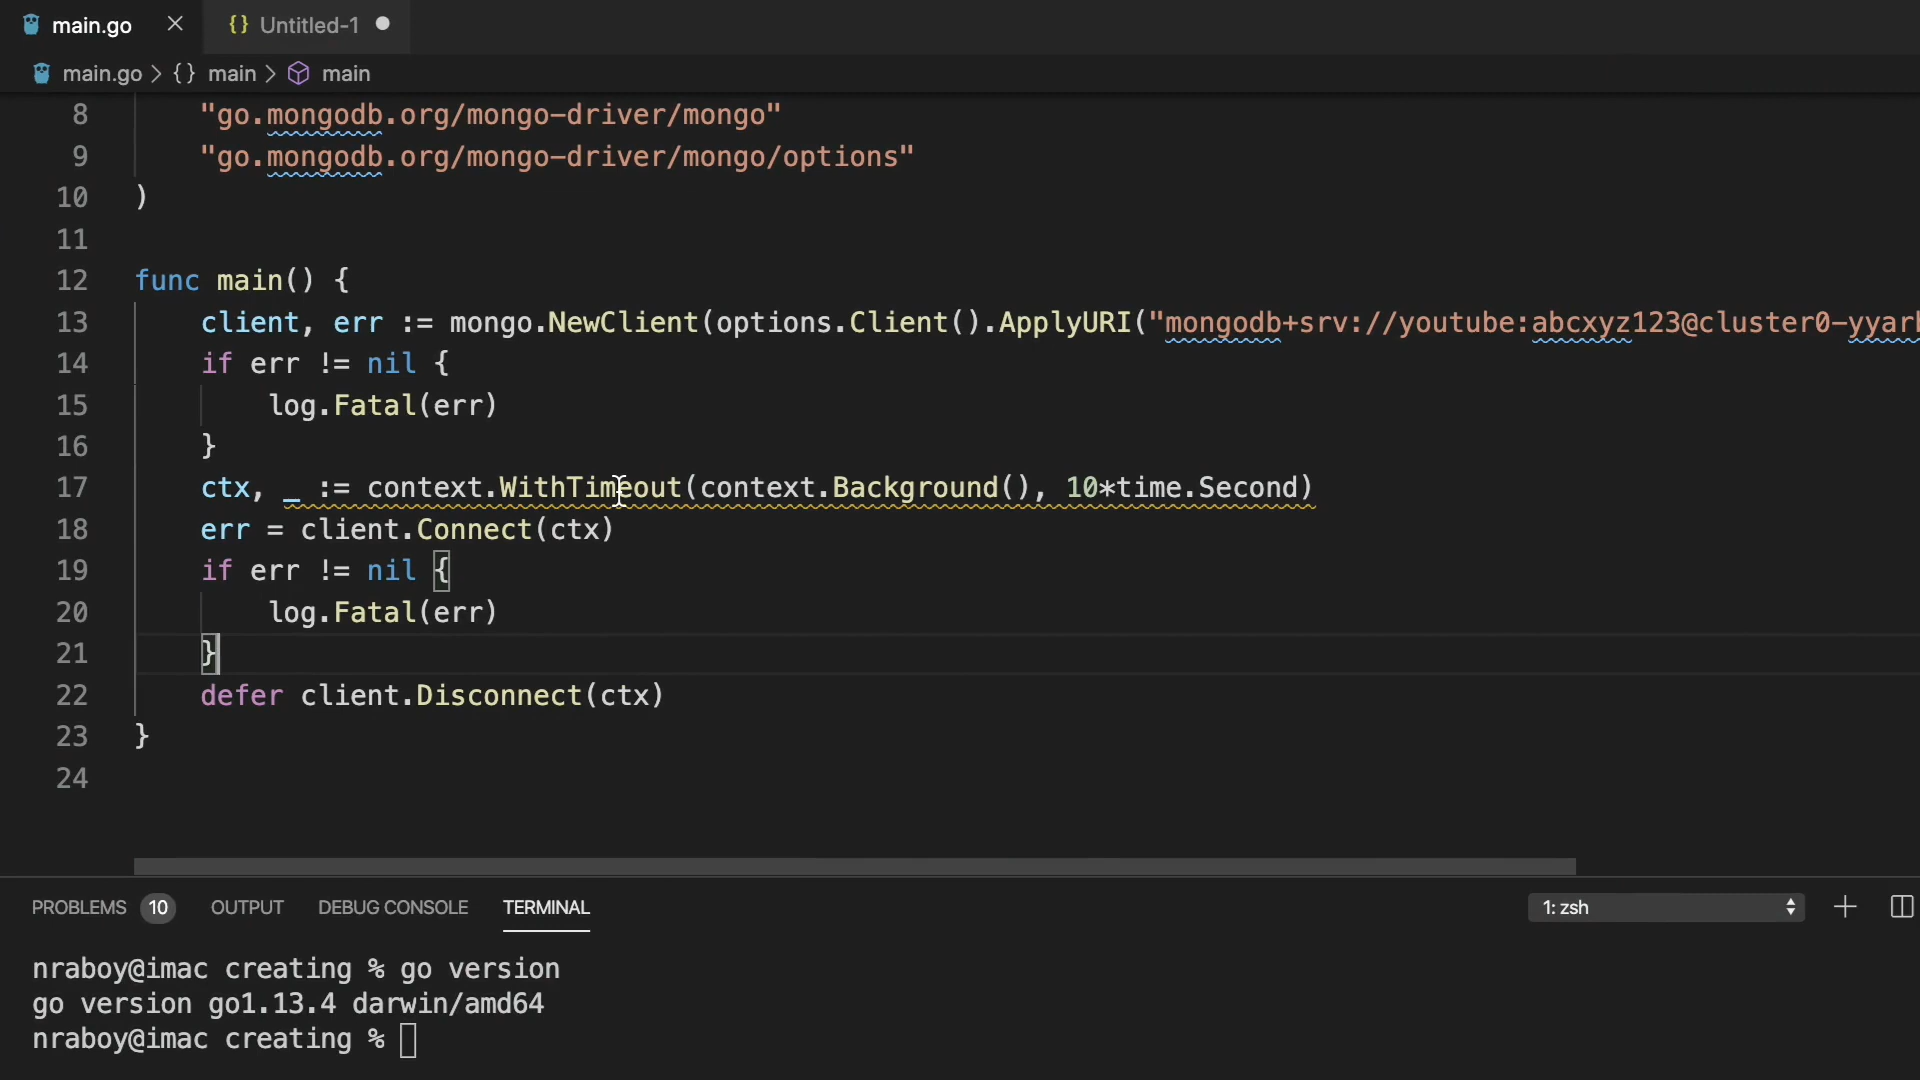 main.go
{} Untitled-1
main.go > {} main > main
8 "go.mongodb.org/mongo-driver/mongo"
9 "go.mongodb.org/mongo-driver/mongo/options"
10 )
11
12 func main() {
13 client, err := mongo.NewClient(options.Client().ApplyURI("mongodb+srv://youtube:abcxyz123@cluster0-yyar
14 if err != nil {
15 log.Fatal(err)
16 }
17 ctx, _ := context.WithTimeout(context.Background(), 10*time.Second)
18 err = client.Connect(ctx)
19 if err != nil {
20 log.Fatal(err)
21 }
22 defer client.Disconnect(ctx)
23 }
24
PROBLEMS 10 OUTPUT DEBUG CONSOLE TERMINAL 1: zsh
nraboy@imac creating % go version
go version go1.13.4 darwin/amd64
nraboy@imac creating %